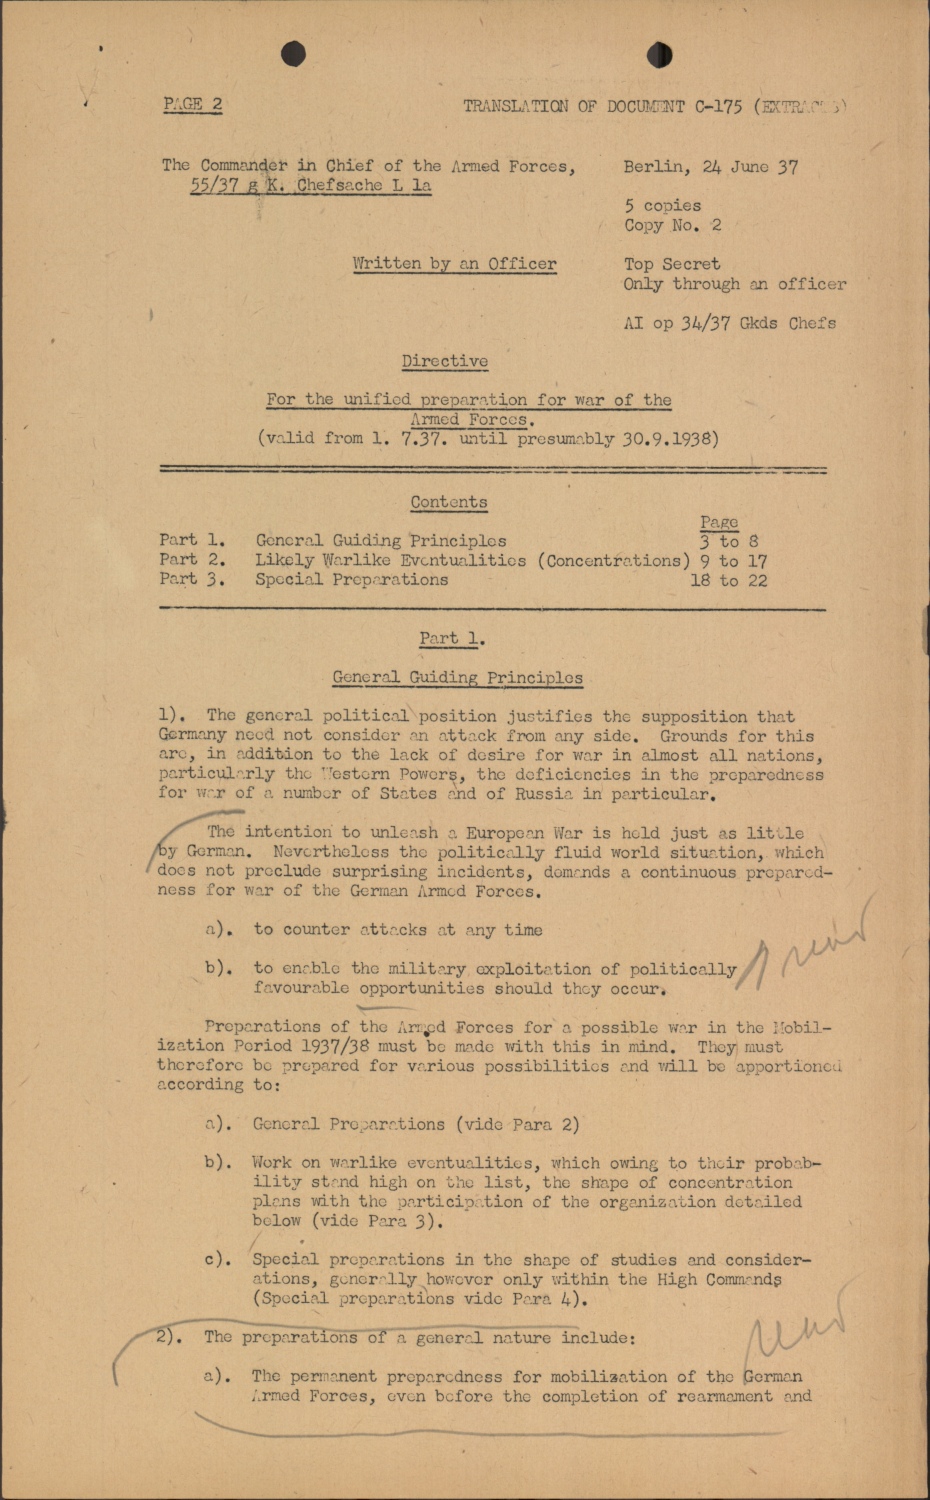 PAGE 2 TRANSLATION OF DOCUMENT C-175 (EXTRACTS)
The Commander in Chief of the Armed Forces, Berlin, 24 June 37
55/37 g K. Chefsache L la
5 copies
Copy No. 2
Written by an Officer Top Secret
Only through an officer
AI op 34/37 Gkds Chefs
Directive
For the unified preparation for war of the
Armed Forces.
(valid from 1. 7.37. until presumably 30.9.1938)
Contents
Page
Part 1. General Guiding Principles 3 to 8
Part 2. Likely Warlike Eventualities (Concentrations) 9 to 17
Part 3. Special Preparations 18 to 22
Part 1.
General Guiding Principles
1). The general political position justifies the supposition that
Germany need not consider an attack from any side. Grounds for this
are, in addition to the lack of desire for war in almost all nations,
particularly the Western Powers, the deficiencies in the preparedness
for war of a number of States and of Russia in particular.
The intention to unleash a European War is held just as little
by German. Nevertheless the politically fluid world situation, which
does not preclude surprising incidents, demands a continuous prepared-
ness for war of the German Armed Forces.
a). to counter attacks at any time
b). to enable the military exploitation of politically
favourable opportunities should they occur.
Preparations of the Armed Forces for a possible war in the Mobil-
ization Period 1937/38 must be made with this in mind. They must
therefore be prepared for various possibilities and will be apportioned
according to:
a). General Preparations (vide Para 2)
b). Work on warlike eventualities, which owing to their probab-
ility stand high on the list, the shape of concentration
plans with the participation of the organization detailed
below (vide Para 3).
c). Special preparations in the shape of studies and consider-
ations, generally however only within the High Commands
(Special preparations vide Para 4).
2). The preparations of a general nature include:
a). The permanent preparedness for mobilization of the German
Armed Forces, even before the completion of rearmament and